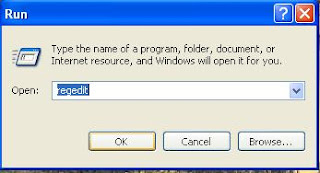 Run
Type the name of a program, folder, document, or
Internet resource, and Windows will open it for you.
Open: regedit
OK Cancel Browse...